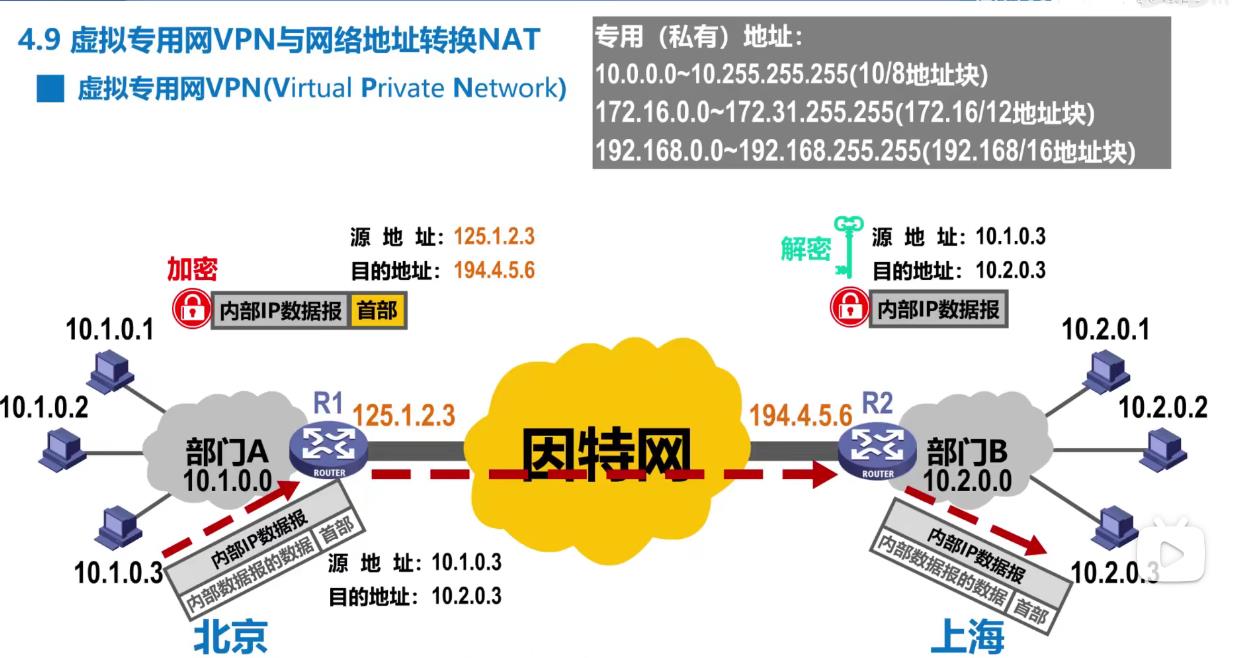 4.9 虚拟专用网VPN与网络地址转换NAT
虚拟专用网VPN(Virtual Private Network)
专用（私有）地址：
10.0.0.0~10.255.255.255(10/8地址块)
172.16.0.0~172.31.255.255(172.16/12地址块)
192.168.0.0~192.168.255.255(192.168/16地址块)
源 地 址： 125.1.2.3
目的地址： 194.4.5.6
加密
内部IP数据报 首部
解密
源 地 址： 10.1.0.3
目的地址： 10.2.0.3
内部IP数据报
10.1.0.1
10.1.0.2
10.1.0.3
部门A
10.1.0.0
R1
ROUTER
125.1.2.3
因特网
194.4.5.6
R2
ROUTER
部门B
10.2.0.0
10.2.0.1
10.2.0.2
10.2.0.3
内部IP数据报
内部数据报的数据 首部
源 地 址： 10.1.0.3
目的地址： 10.2.0.3
内部IP数据报
内部数据报的数据 首部
北京
上海